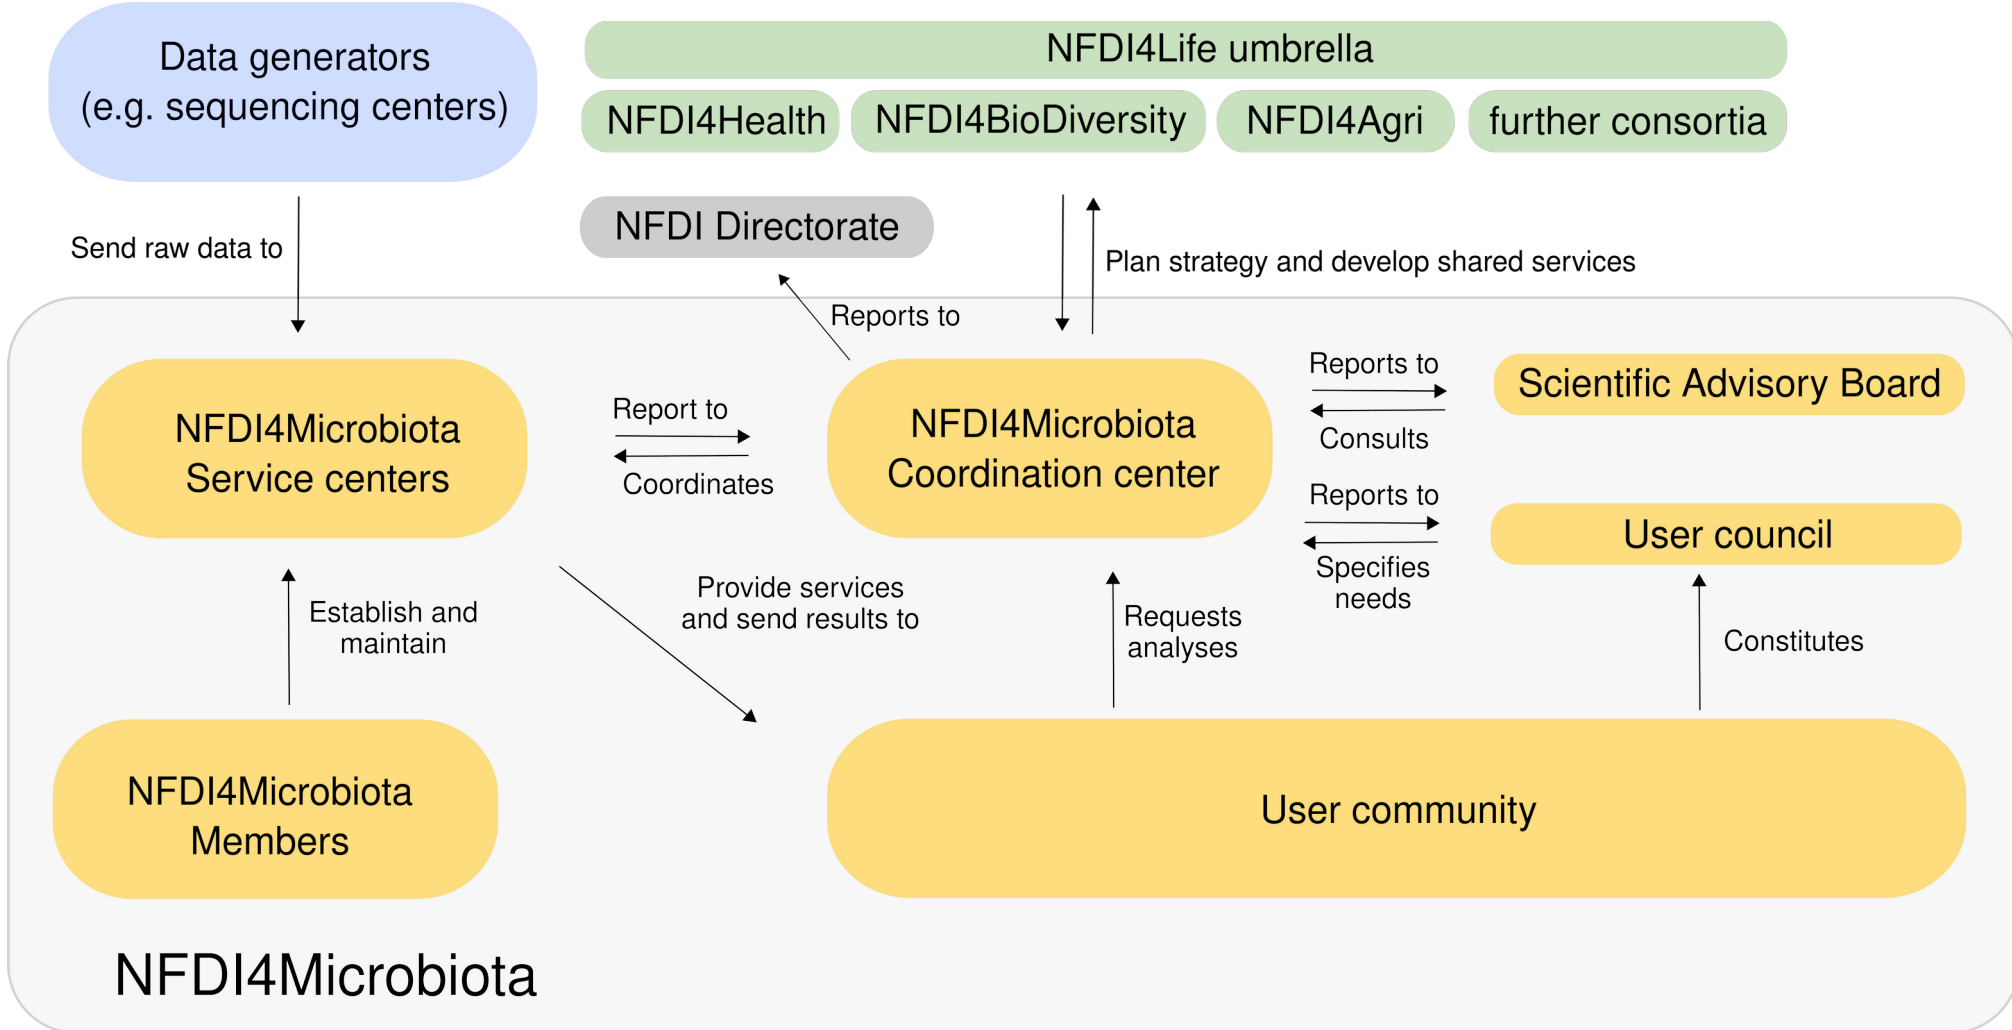 Data generators
(e.g. sequencing centers)
NFDI4Life umbrella
NFDI4Health
NFDI4BioDiversity
NFDI4Agri
further consortia
NFDI Directorate
Send raw data to
Plan strategy and develop shared services
Reports to
NFDI4Microbiota
Service centers
Report to
Coordinates
NFDI4Microbiota
Coordination center
Reports to
Consults
Scientific Advisory Board
Reports to
Specifies
needs
User council
Establish and
maintain
Provide services
and send results to
Requests
analyses
Constitutes
NFDI4Microbiota
Members
User community
NFDI4Microbiota